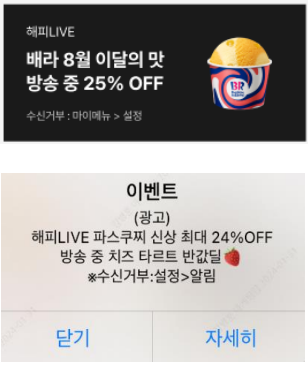 해피LIVE
배라 8월 이달의 맛
방송 중 25% OFF
수신거부 : 마이메뉴 > 설정
BR
이벤트
(광고)
해피LIVE 파스쿠찌 신상 최대 24%OFF
방송 중 치즈 타르트 반값딜🍓
※수신거부:설정>알림
닫기
자세히